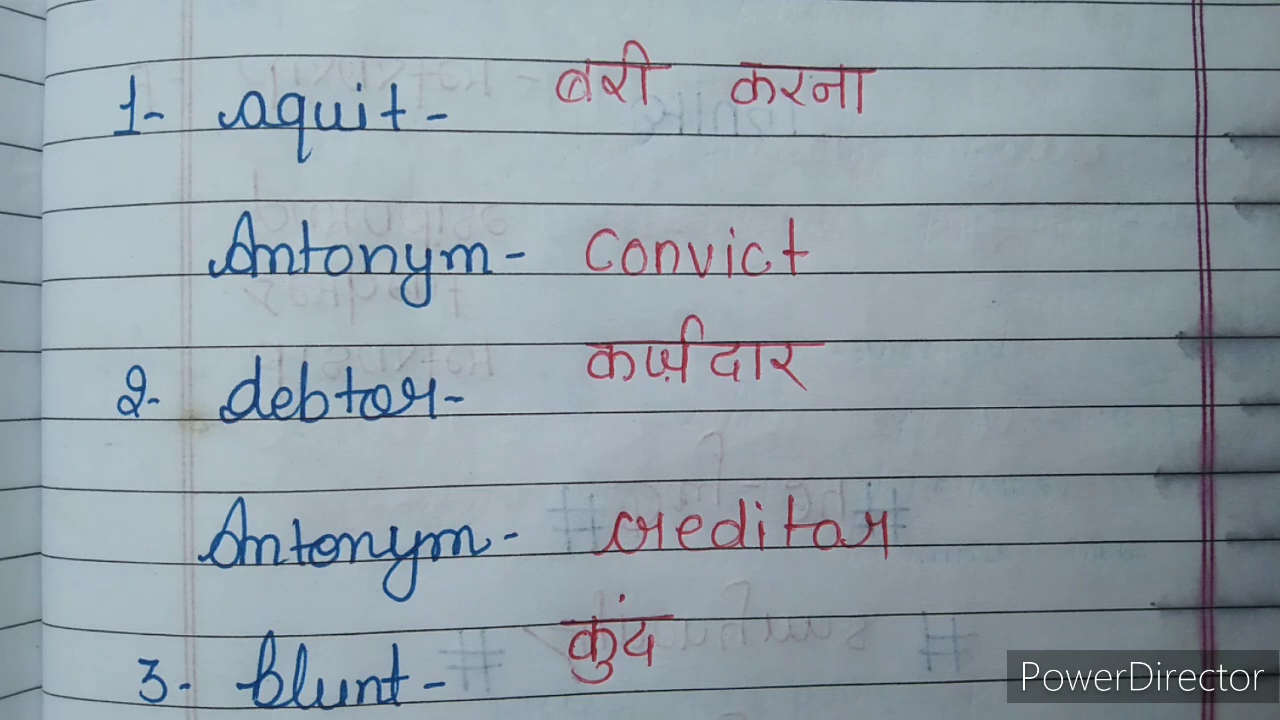 1- aquit- बरी करना
Antonym- Convict
2- debtor- कर्ज़दार
Antonym- creditor
3- blunt- कुंद
PowerDirector